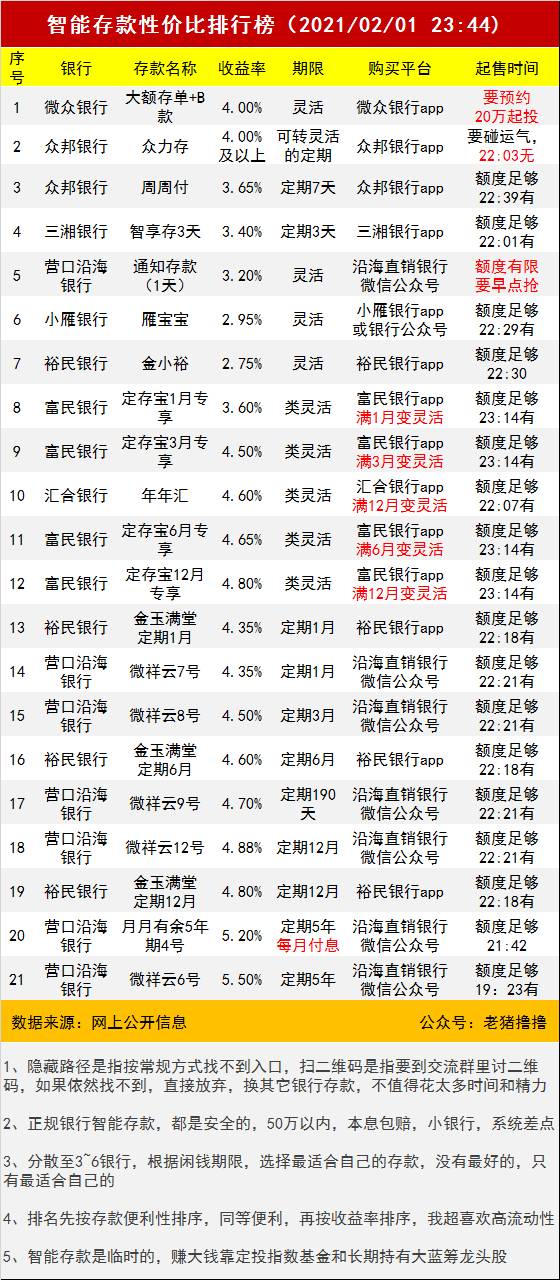 智能存款性价比排行榜（2021/02/01 23:44)
序号 银行 存款名称 收益率 期限 购买平台 起售时间
1 微众银行 大额存单+B款 4.00% 灵活 微众银行app 要预约 20万起投
2 众邦银行 众力存 4.00%及以上 可转灵活的定期 众邦银行app 要碰运气，22:03无
3 众邦银行 周周付 3.65% 定期7天 众邦银行app 额度足够 22:39有
4 三湘银行 智享存3天 3.40% 定期3天 三湘银行app 额度足够 22:01有
5 营口沿海银行 通知存款（1天） 3.20% 灵活 沿海直销银行微信公众号 额度有限 要早点抢
6 小雁银行 雁宝宝 2.95% 灵活 小雁银行app或银行公众号 额度足够 22:29有
7 裕民银行 金小裕 2.75% 灵活 裕民银行app 额度足够 22:30
8 富民银行 定存宝1月专享 3.60% 类灵活 富民银行app 满1月变灵活 额度足够 23:14有
9 富民银行 定存宝3月专享 4.50% 类灵活 富民银行app 满3月变灵活 额度足够 23:14有
10 汇合银行 年年汇 4.60% 类灵活 汇合银行app 满12月变灵活 额度足够 22:07有
11 富民银行 定存宝6月专享 4.65% 类灵活 富民银行app 满6月变灵活 额度足够 23:14有
12 富民银行 定存宝12月专享 4.80% 类灵活 富民银行app 满12月变灵活 额度足够 23:14有
13 裕民银行 金玉满堂定期1月 4.35% 定期1月 裕民银行app 额度足够 22:18有
14 营口沿海银行 微祥云7号 4.35% 定期1月 沿海直销银行微信公众号 额度足够 22:21有
15 营口沿海银行 微祥云8号 4.50% 定期3月 沿海直销银行微信公众号 额度足够 22:21有
16 裕民银行 金玉满堂定期6月 4.60% 定期6月 裕民银行app 额度足够 22:18有
17 营口沿海银行 微祥云9号 4.70% 定期190天 沿海直销银行微信公众号 额度足够 22:21有
18 营口沿海银行 微祥云12号 4.88% 定期12月 沿海直销银行微信公众号 额度足够 22:21有
19 裕民银行 金玉满堂定期12月 4.80% 定期12月 裕民银行app 额度足够 22:18有
20 营口沿海银行 月月有余5年期4号 5.20% 定期5年 每月付息 沿海直销银行微信公众号 额度足够 21:42
21 营口沿海银行 微祥云6号 5.50% 定期5年 沿海直销银行微信公众号 额度足够 19：23有
数据来源：网上公开信息 公众号：老猪撸撸
1、隐藏路径是指按常规方式找不到入口，扫二维码是指要到交流群里讨二维
码，如果依然找不到，直接放弃，换其它银行存款，不值得花太多时间和精力
2、正规银行智能存款，都是安全的，50万以内，本息包赔，小银行，系统差点
3、分散至3~6银行，根据闲钱期限，选择最适合自己的存款，没有最好的，只
有最适合自己的
4、排名先按存款便利性排序，同等便利，再按收益率排序，我超喜欢高流动性
5、智能存款是临时的，赚大钱靠定投指数基金和长期持有大蓝筹龙头股